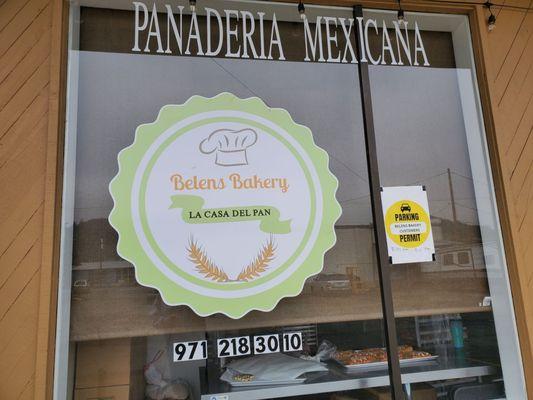 PANADERIA MEXICANA
Belens Bakery
LA CASA DEL PAN
971 218 30 10
PARKING
BELENS BAKERY
CUSTOMERS
PERMIT